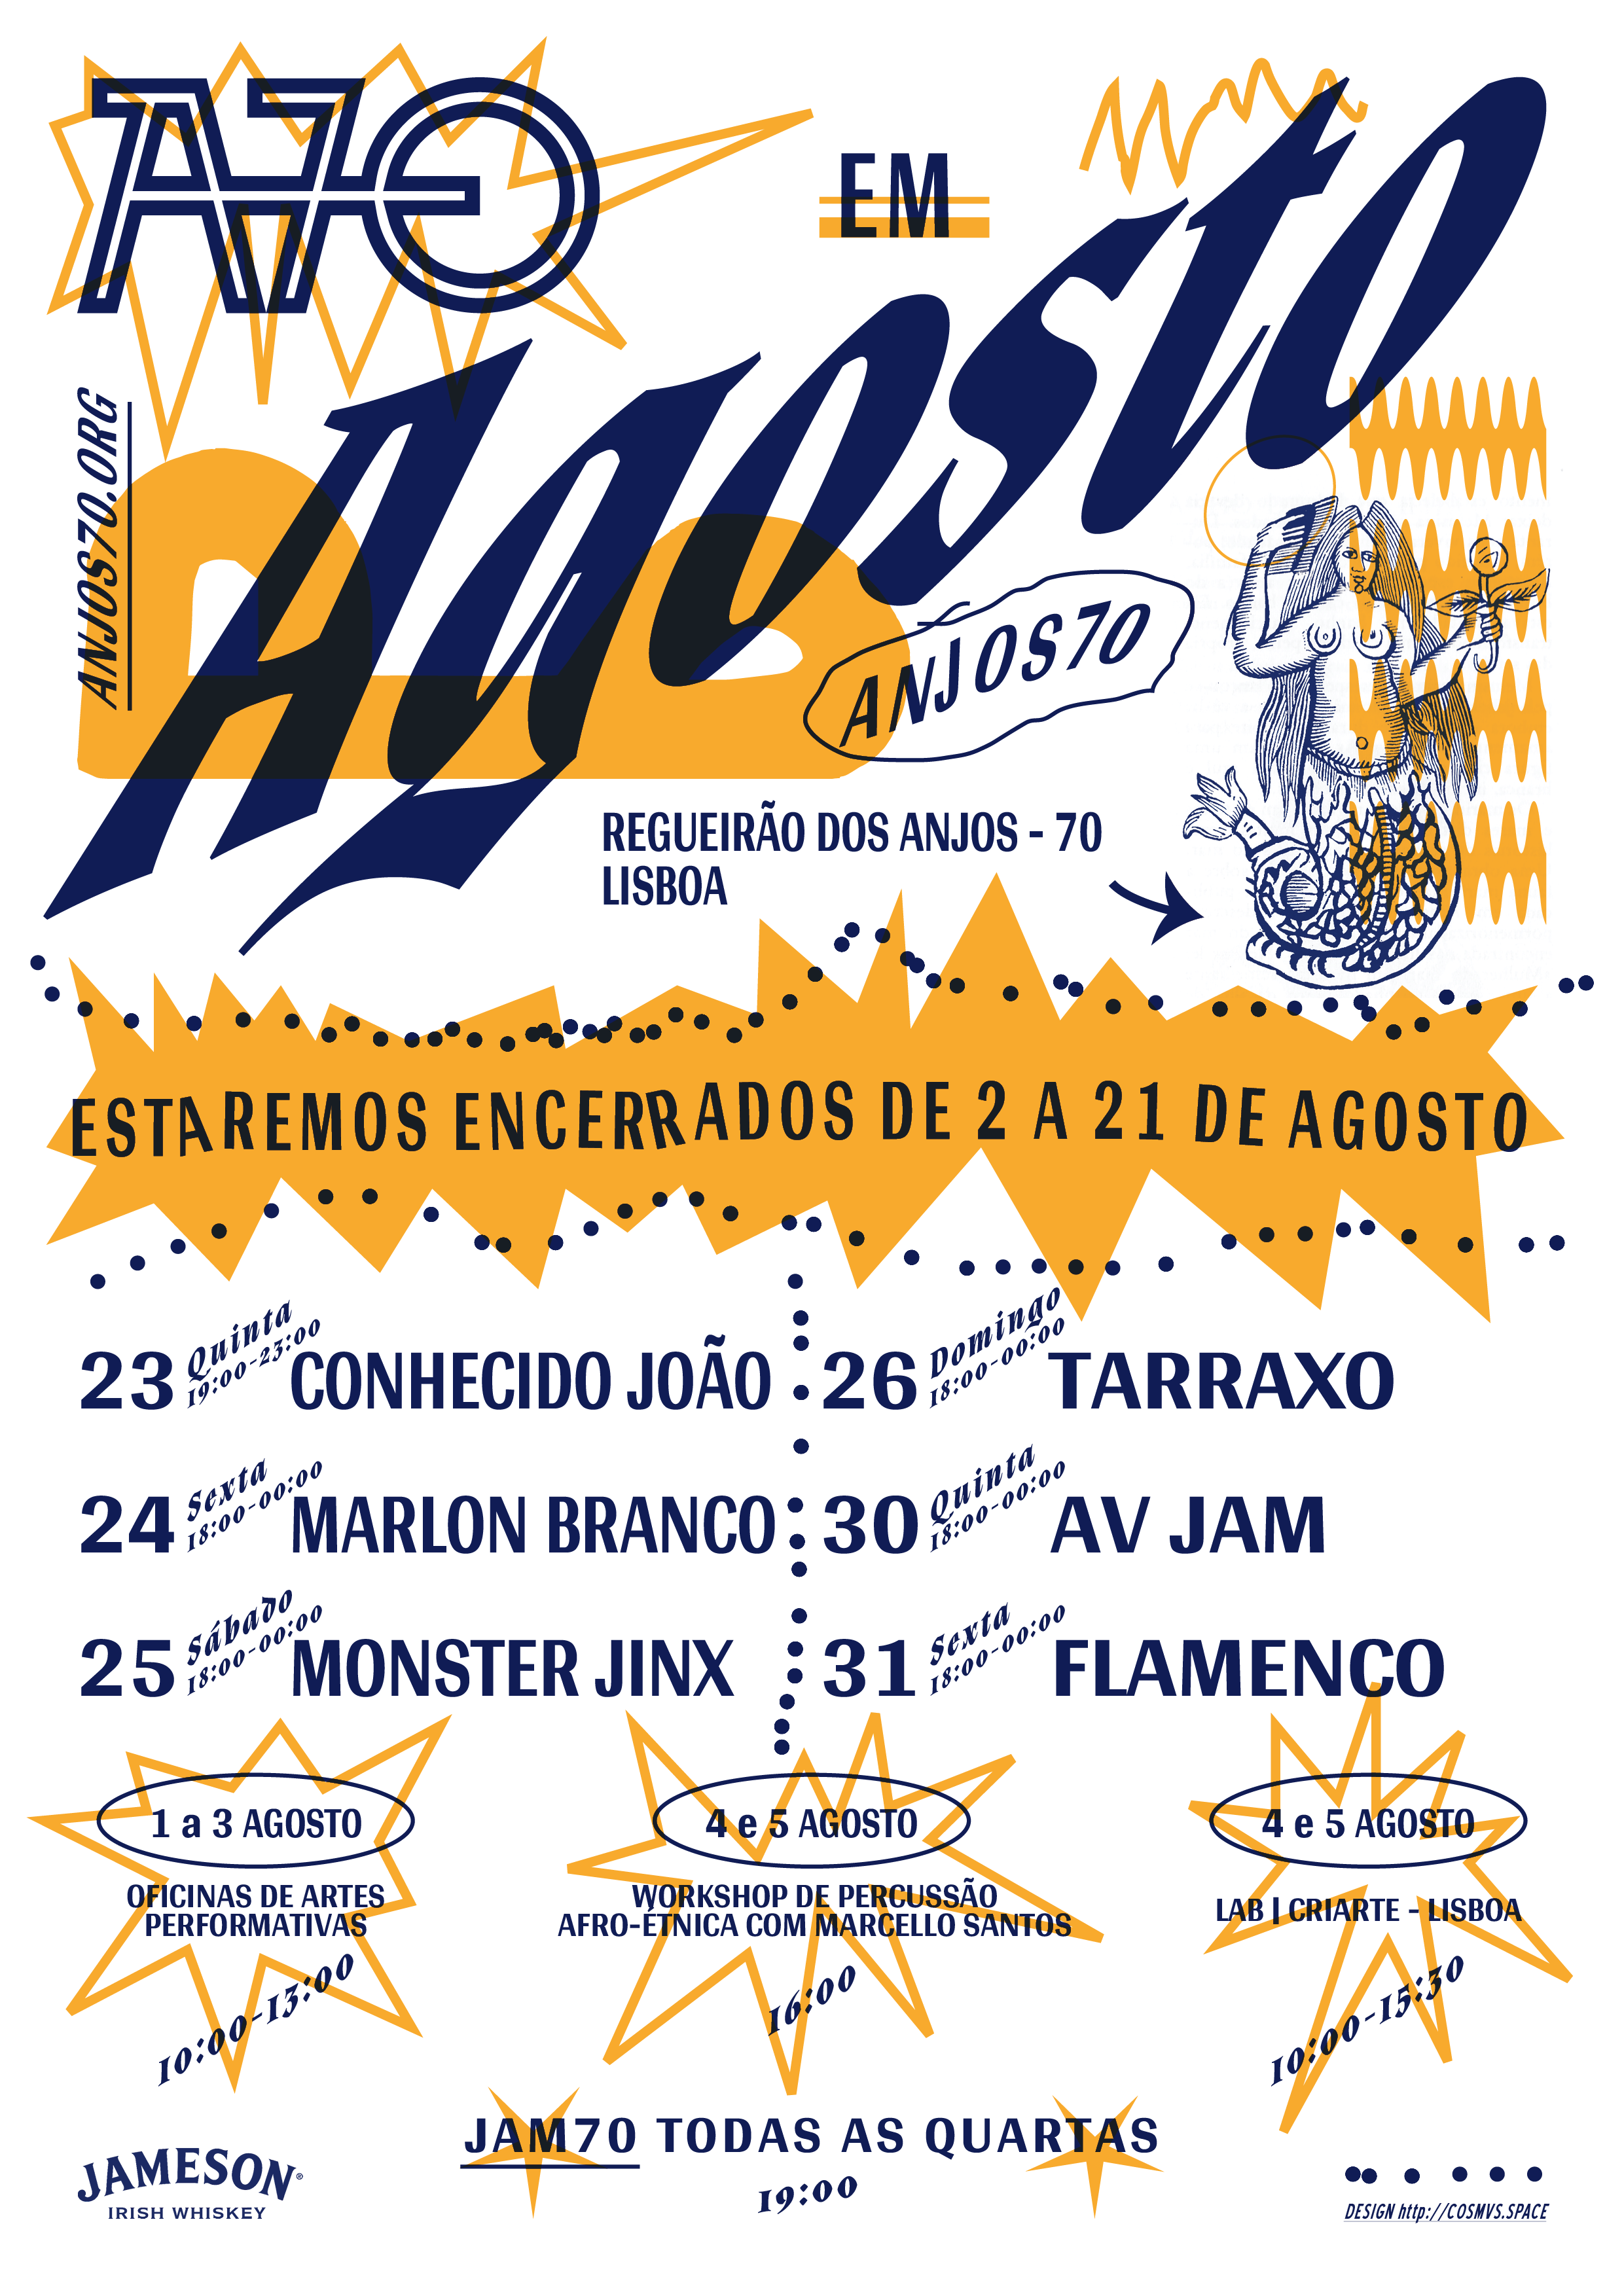 A70
EM
Agosto
ANJOS70.ORG
ANJOS70
REGUEIRÃO DOS ANJOS - 70
LISBOA
ESTAREMOS ENCERRADOS DE 2 A 21 DE AGOSTO
23 Quinta 19:00-23:00 CONHECIDO JOÃO
24 Sexta 18:00-00:00 MARLON BRANCO
25 Sábado 18:00-00:00 MONSTER JINX
26 Domingo 18:00-00:00 TARRAXO
30 Quinta 18:00-00:00 AV JAM
31 Sexta 18:00-00:00 FLAMENCO
1 a 3 AGOSTO
OFICINAS DE ARTES
PERFORMATIVAS
10:00-13:00
4 e 5 AGOSTO
WORKSHOP DE PERCUSSÃO
AFRO-ÉTNICA COM MARCELLO SANTOS
16:00
4 e 5 AGOSTO
LAB | CRIARTE - LISBOA
10:00-15:30
JAM70 TODAS AS QUARTAS
19:00
JAMESON®
IRISH WHISKEY
DESIGN http://COSMVS.SPACE